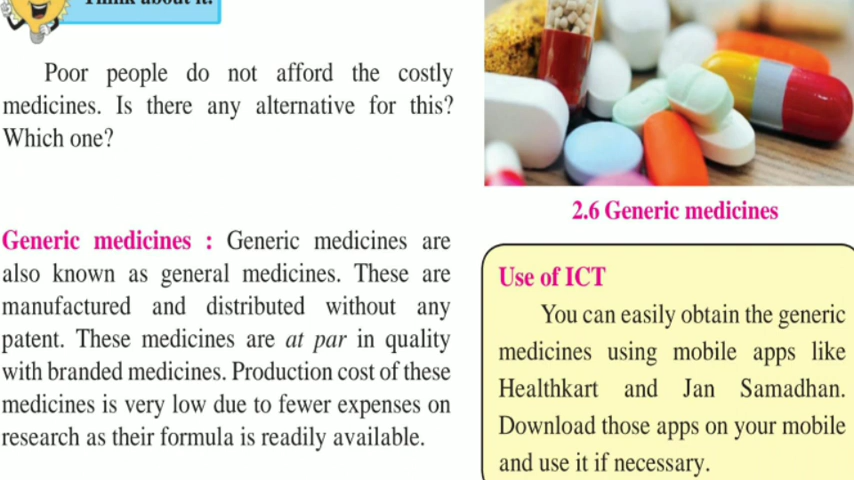 Think about it!
Poor people do not afford the costly
medicines. Is there any alternative for this?
Which one?
Generic medicines : Generic medicines are
also known as general medicines. These are
manufactured and distributed without any
patent. These medicines are at par in quality
with branded medicines. Production cost of these
medicines is very low due to fewer expenses on
research as their formula is readily available.
2.6 Generic medicines
Use of ICT
You can easily obtain the generic
medicines using mobile apps like
Healthkart and Jan Samadhan.
Download those apps on your mobile
and use it if necessary.